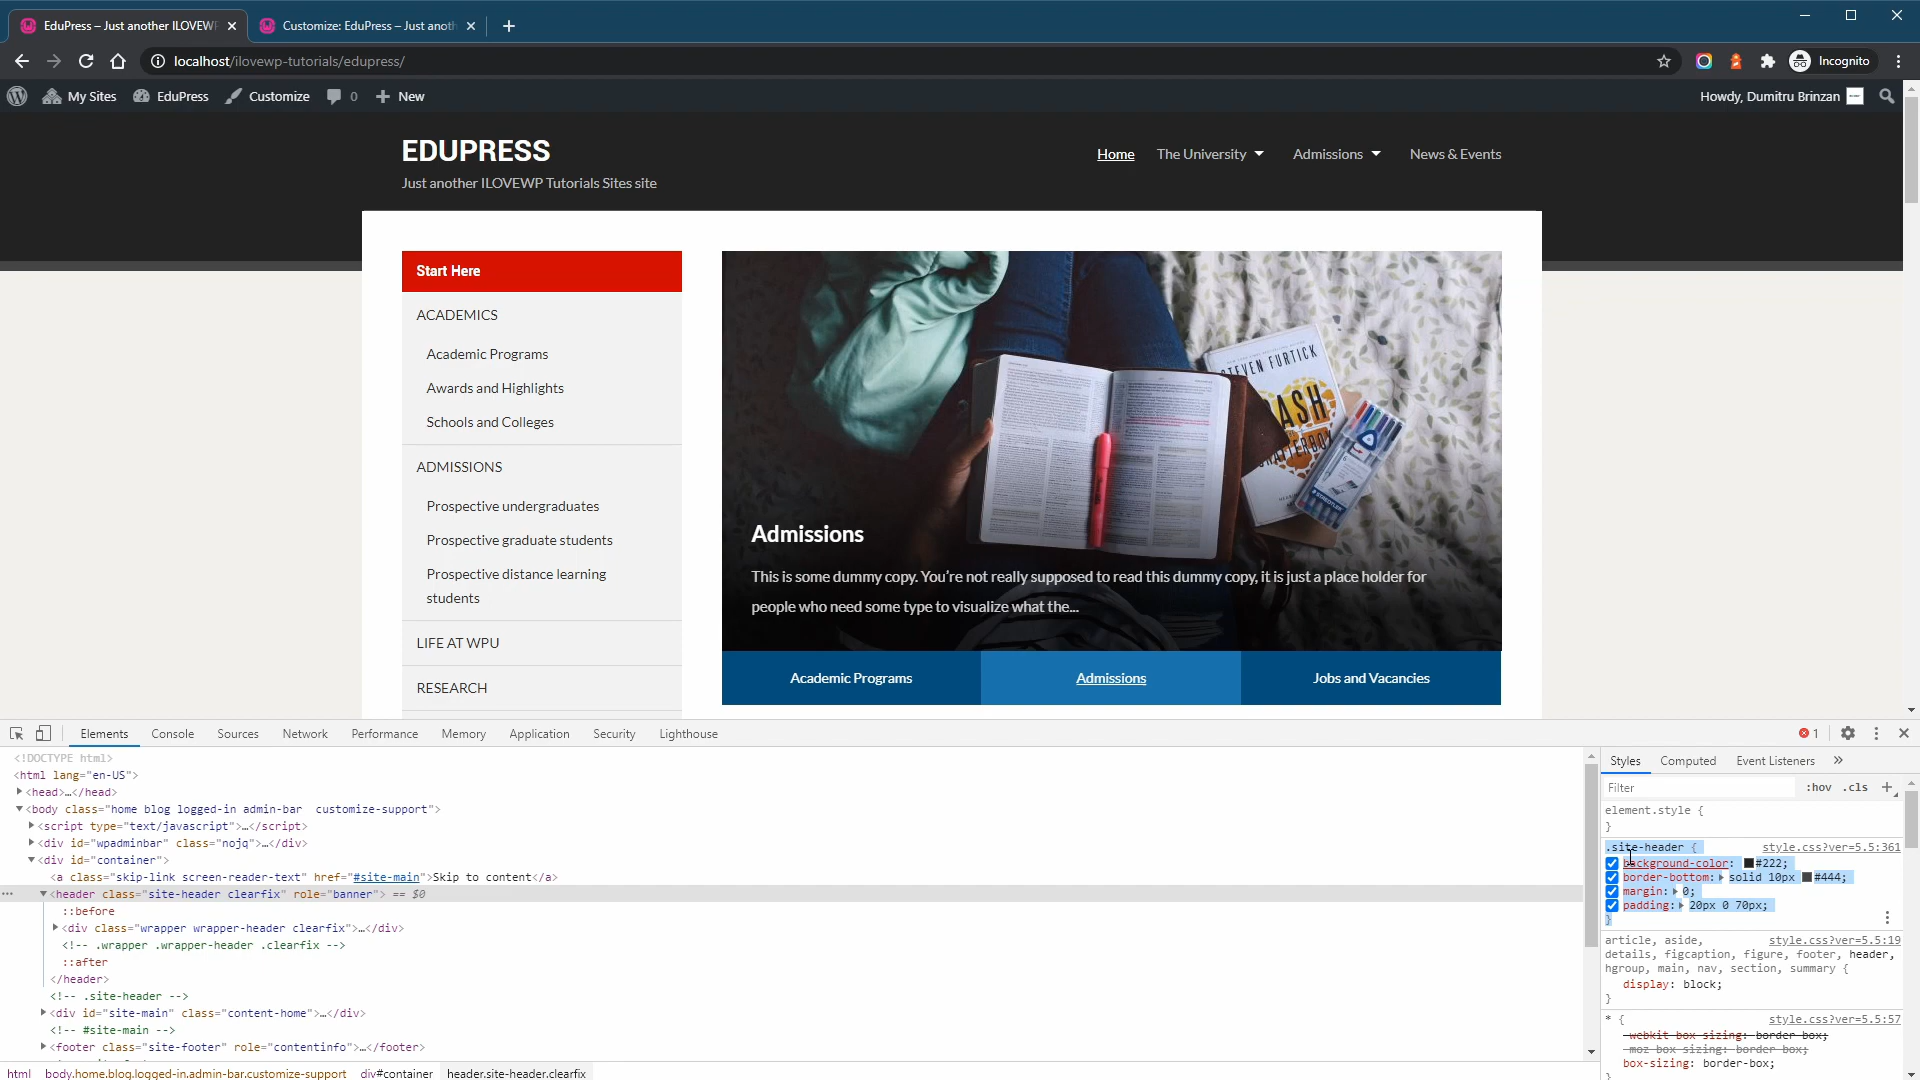 EduPress – Just another ILOVEWP
Customize: EduPress – Just anoth
localhost/ilovewp-tutorials/edupress/
Incognito
My Sites
EduPress
Customize
0
New
Howdy, Dumitru Brinzan
EDUPRESS
Just another ILOVEWP Tutorials Sites site
Home
The University
Admissions
News & Events
Start Here
ACADEMICS
Academic Programs
Awards and Highlights
Schools and Colleges
ADMISSIONS
Prospective undergraduates
Prospective graduate students
Prospective distance learning
students
LIFE AT WPU
RESEARCH
STEVEN FURTICK
Admissions
This is some dummy copy. You’re not really supposed to read this dummy copy, it is just a place holder for
people who need some type to visualize what the...
Academic Programs
Admissions
Jobs and Vacancies
Elements
Console
Sources
Network
Performance
Memory
Application
Security
Lighthouse
1
<!DOCTYPE html>
<html lang="en-US">
<head>…</head>
<body class="home blog logged-in admin-bar  customize-support">
<script type="text/javascript">…</script>
<div id="wpadminbar" class="nojq">…</div>
<div id="container">
<a class="skip-link screen-reader-text" href="#site-main">Skip to content</a>
<header class="site-header clearfix" role="banner"> == $0
::before
<div class="wrapper wrapper-header clearfix">…</div>
<!-- .wrapper .wrapper-header .clearfix -->
::after
</header>
<!-- .site-header -->
<div id="site-main" class="content-home">…</div>
<!-- #site-main -->
<footer class="site-footer" role="contentinfo">…</footer>
html
body.home.blog.logged-in.admin-bar.customize-support
div#container
header.site-header.clearfix
Styles
Computed
Event Listeners
Filter
:hov
.cls
element.style {
}
.site-header {
style.css?ver=5.5:361
background-color: #222;
border-bottom: solid 10px #444;
margin: 0;
padding: 20px 0 70px;
}
article, aside,
style.css?ver=5.5:19
details, figcaption, figure, footer, header,
hgroup, main, nav, section, summary {
display: block;
}
* {
style.css?ver=5.5:57
-webkit-box-sizing: border-box;
-moz-box-sizing: border-box;
box-sizing: border-box;
}